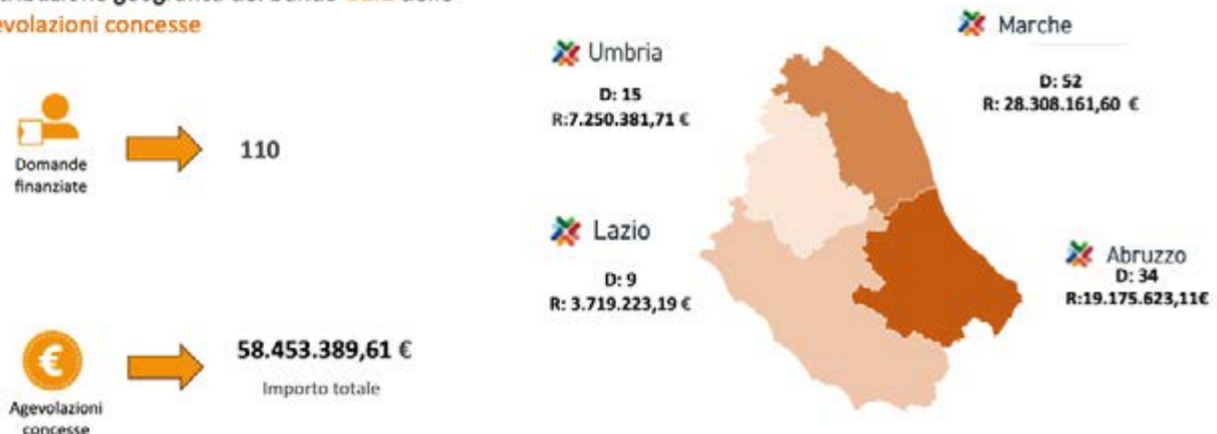 evolazioni concesse
Domande
finanziate
110
Agevolazioni
concesse
58.453.389,61 €
Importo totale
Umbria
D: 15
R:7.250.381,71 €
Marche
D: 52
R: 28.308.161,60 €
Lazio
D: 9
R: 3.719.223,19 €
Abruzzo
D: 34
R:19.175.623,11€